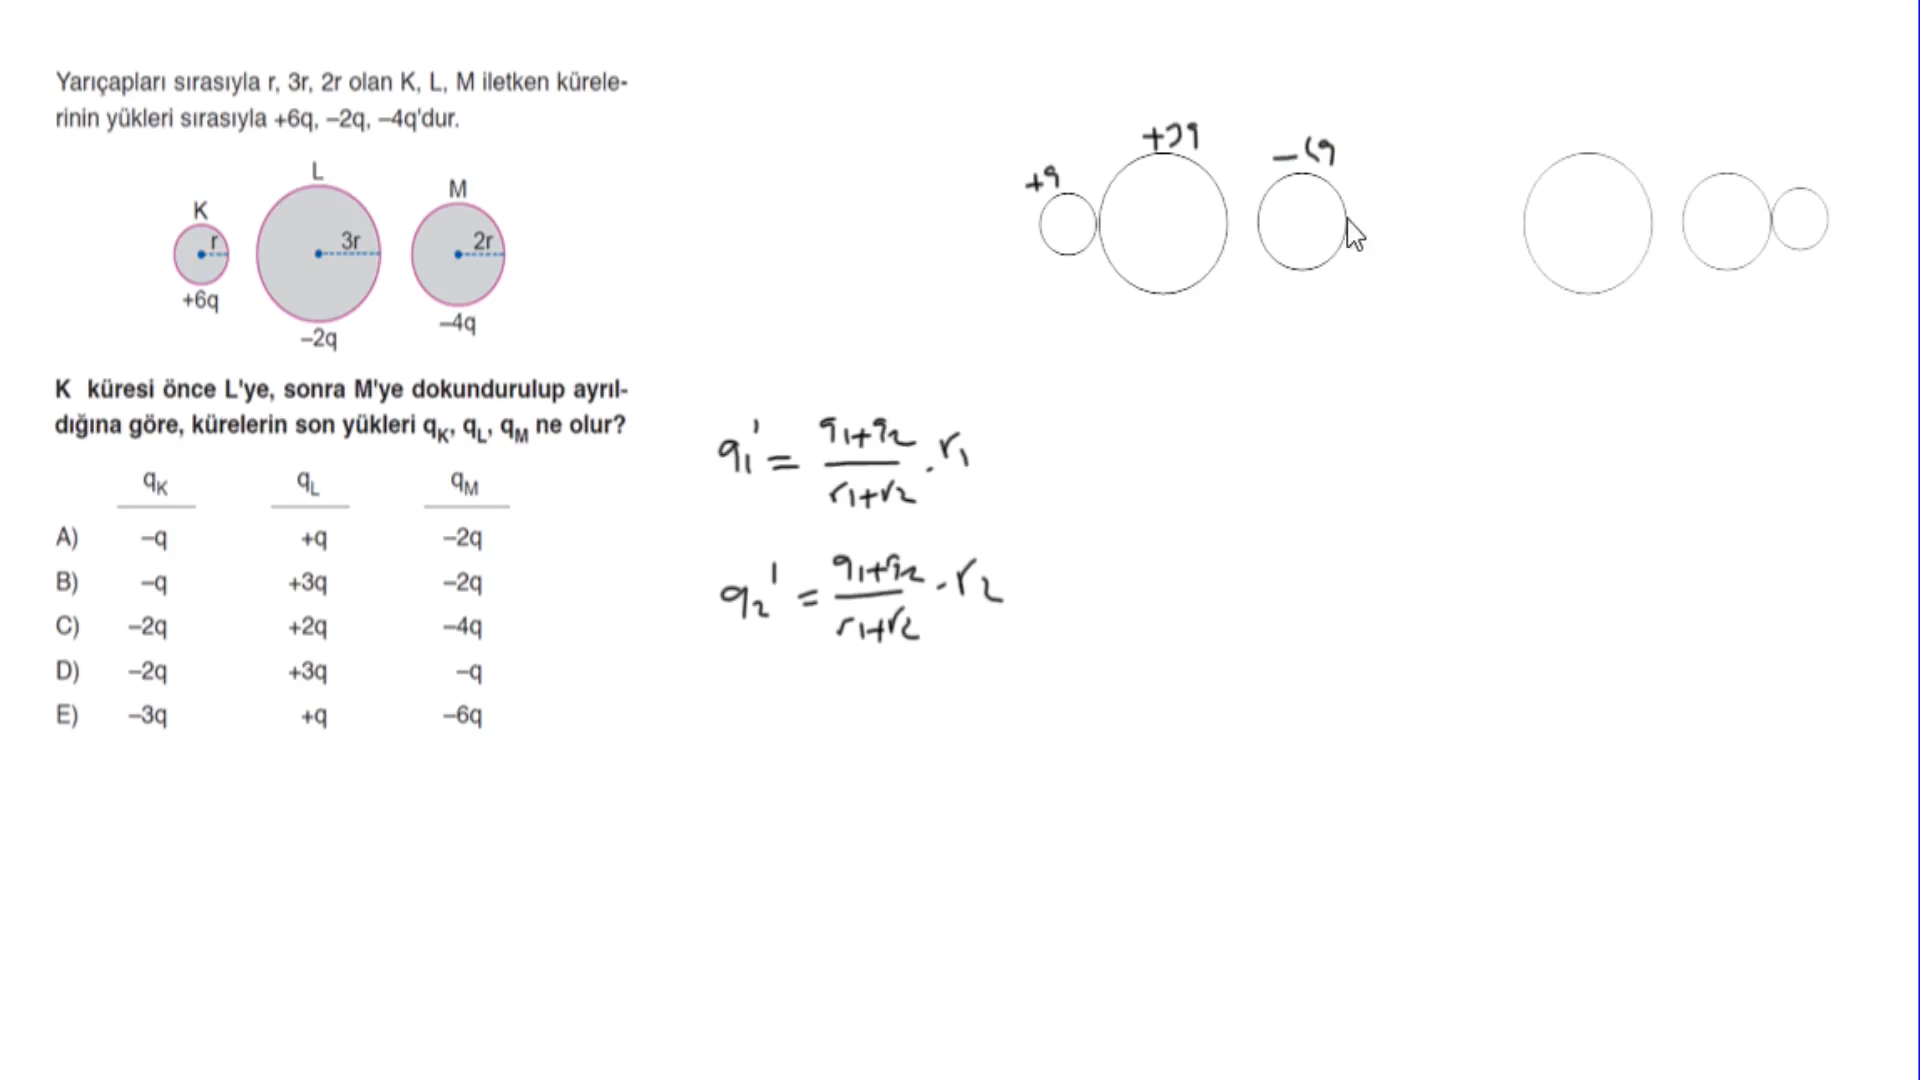 Yarıçapları sırasıyla r, 3r, 2r olan K, L, M iletken kürele-
rinin yükleri sırasıyla +6q, –2q, –4q'dur.
K
r
+6q
L
3r
–2q
M
2r
–4q
K küresi önce L'ye, sonra M'ye dokundurulup ayrıl-
dığına göre, kürelerin son yükleri qK, qL, qM ne olur?
qK qL qM
A) –q +q –2q
B) –q +3q –2q
C) –2q +2q –4q
D) –2q +3q –q
E) –3q +q –6q
q1' = q1+q2 / r1+r2 . r1
q2' = q1+q2 / r1+r2 . r2
+q
+3q
–4q